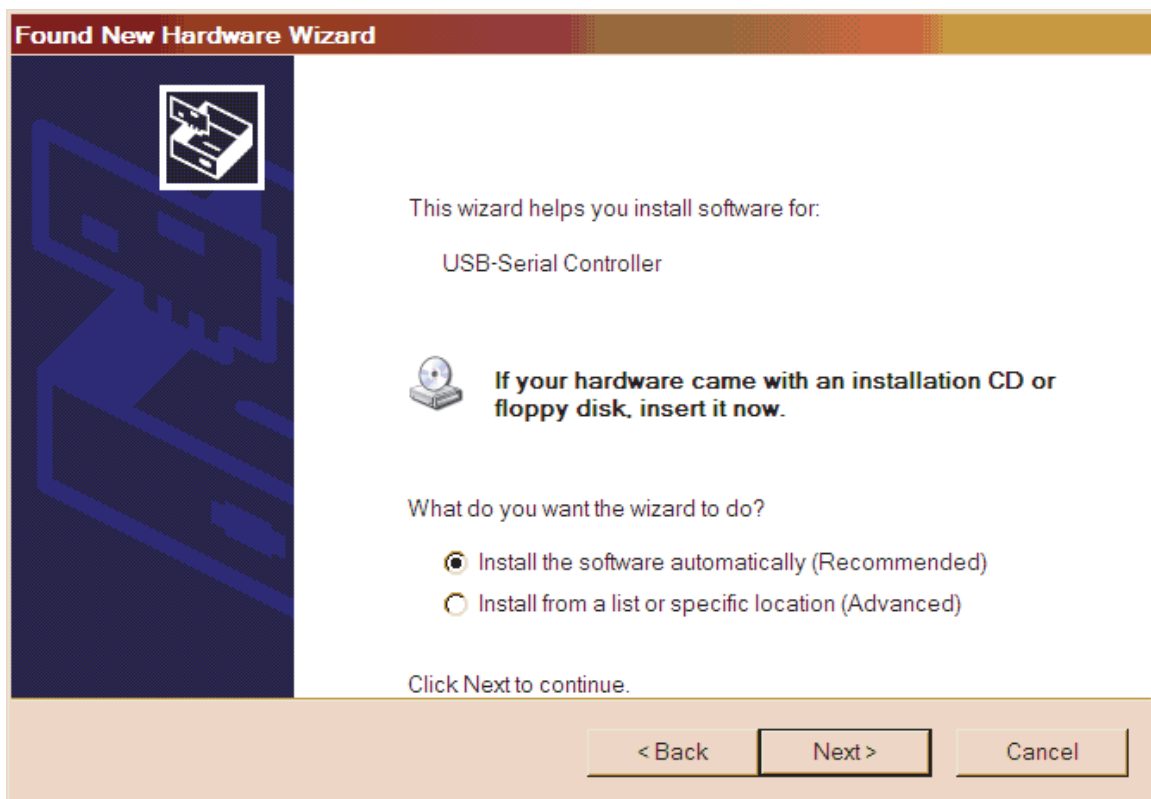 Found New Hardware Wizard
This wizard helps you install software for:
USB-Serial Controller
If your hardware came with an installation CD or
floppy disk, insert it now.
What do you want the wizard to do?
Install the software automatically (Recommended)
Install from a list or specific location (Advanced)
Click Next to continue.
< Back
Next >
Cancel